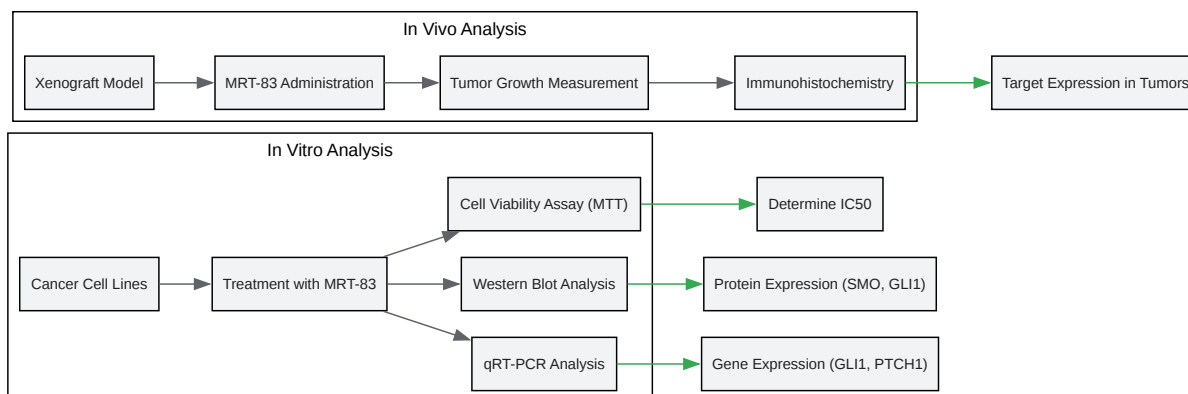 In Vivo Analysis
Xenograft Model
MRT-83 Administration
Tumor Growth Measurement
Immunohistochemistry
Target Expression in Tumors
In Vitro Analysis
Cell Viability Assay (MTT)
Determine IC50
Cancer Cell Lines
Treatment with MRT-83
Western Blot Analysis
Protein Expression (SMO, GLI1)
qRT-PCR Analysis
Gene Expression (GLI1, PTCH1)